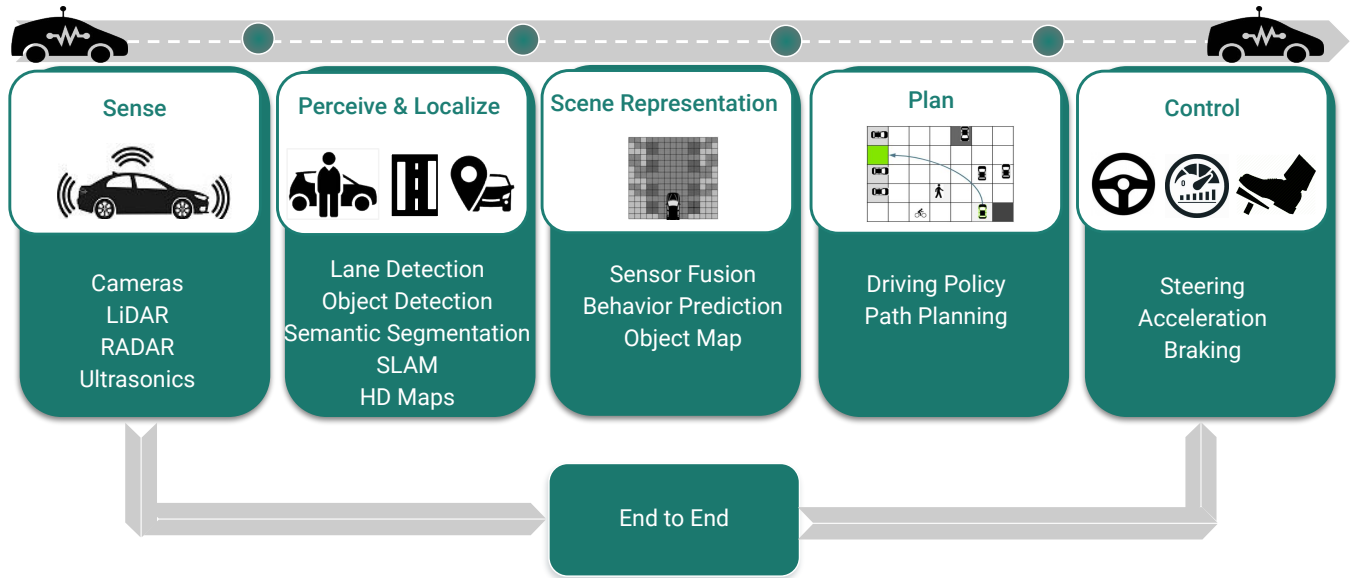 Sense
Cameras
LiDAR
RADAR
Ultrasonics
Perceive & Localize
Lane Detection
Object Detection
Semantic Segmentation
SLAM
HD Maps
Scene Representation
Sensor Fusion
Behavior Prediction
Object Map
Plan
Driving Policy
Path Planning
Control
0
Steering
Acceleration
Braking
End to End